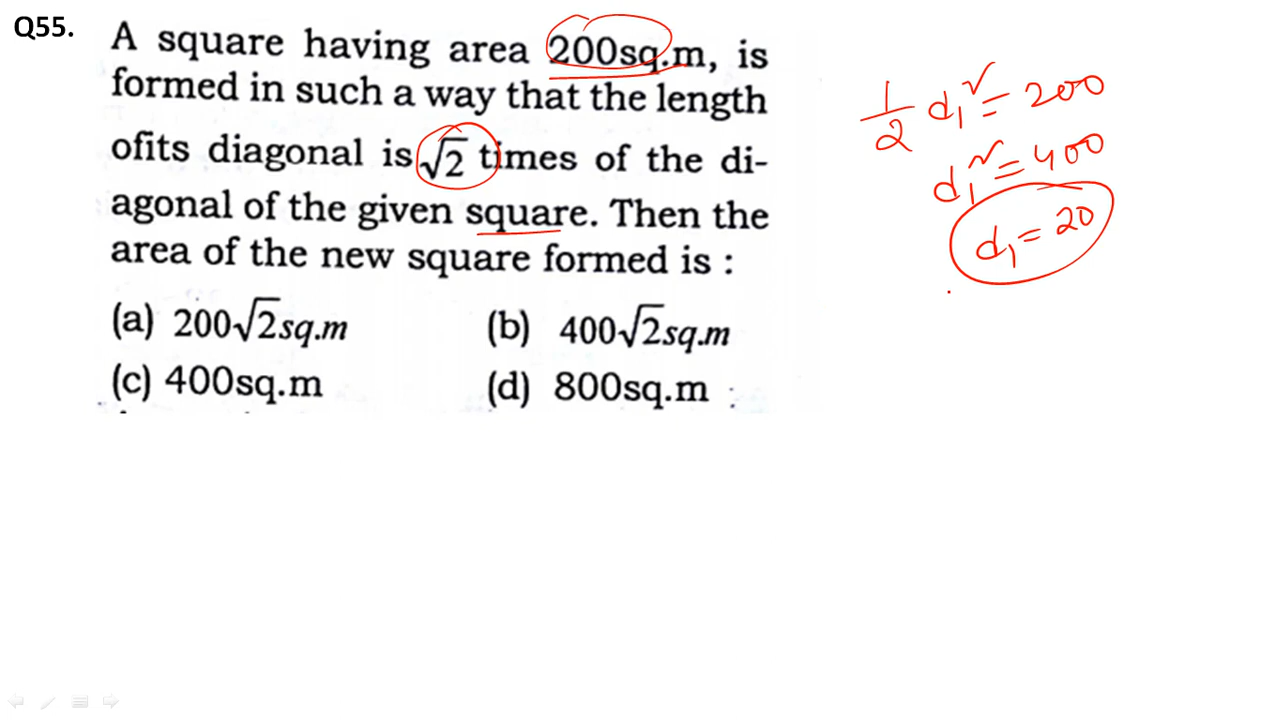 Q55.
A square having area 200sq.m, is
formed in such a way that the length
ofits diagonal is √2 times of the di-
agonal of the given square. Then the
area of the new square formed is :
(a) 200√2sq.m (b) 400√2sq.m
(c) 400sq.m (d) 800sq.m
1/2 d₁² = 200
d₁² = 400
d₁ = 20